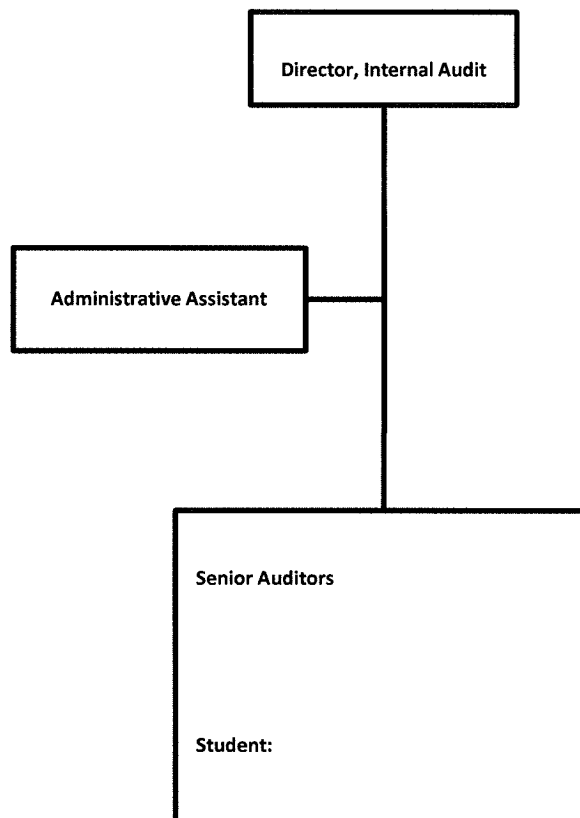 Director, Internal Audit
Administrative Assistant
Senior Auditors
Student: